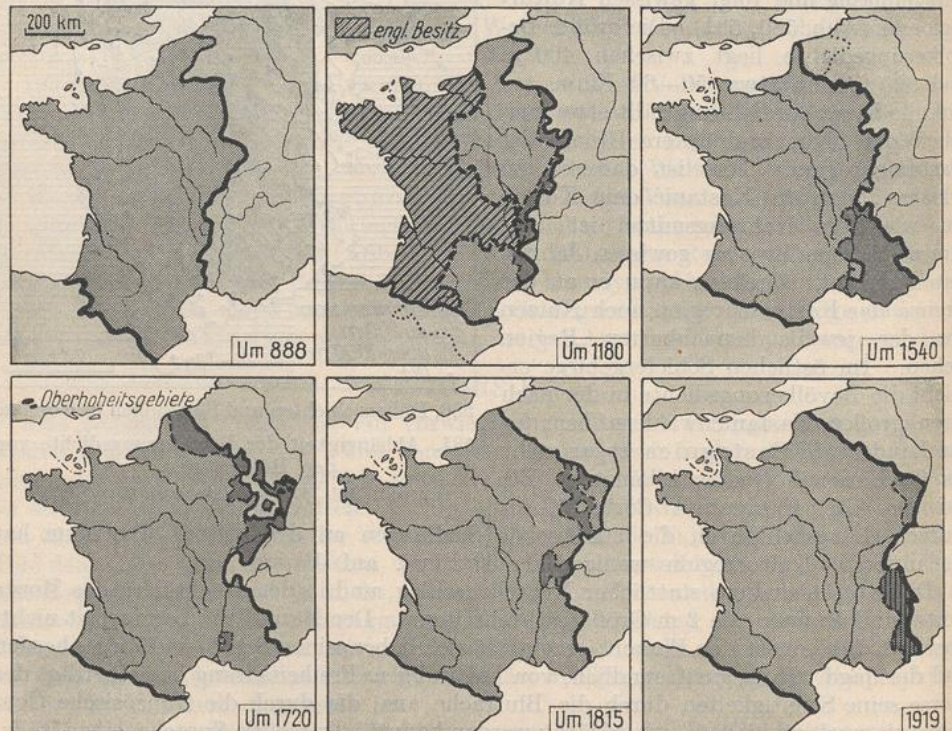 200 km
Um 888
engl. Besitz
Um 1180
Um 1540
Oberhoheitsgebiete
Um 1720
Um 1815
1919